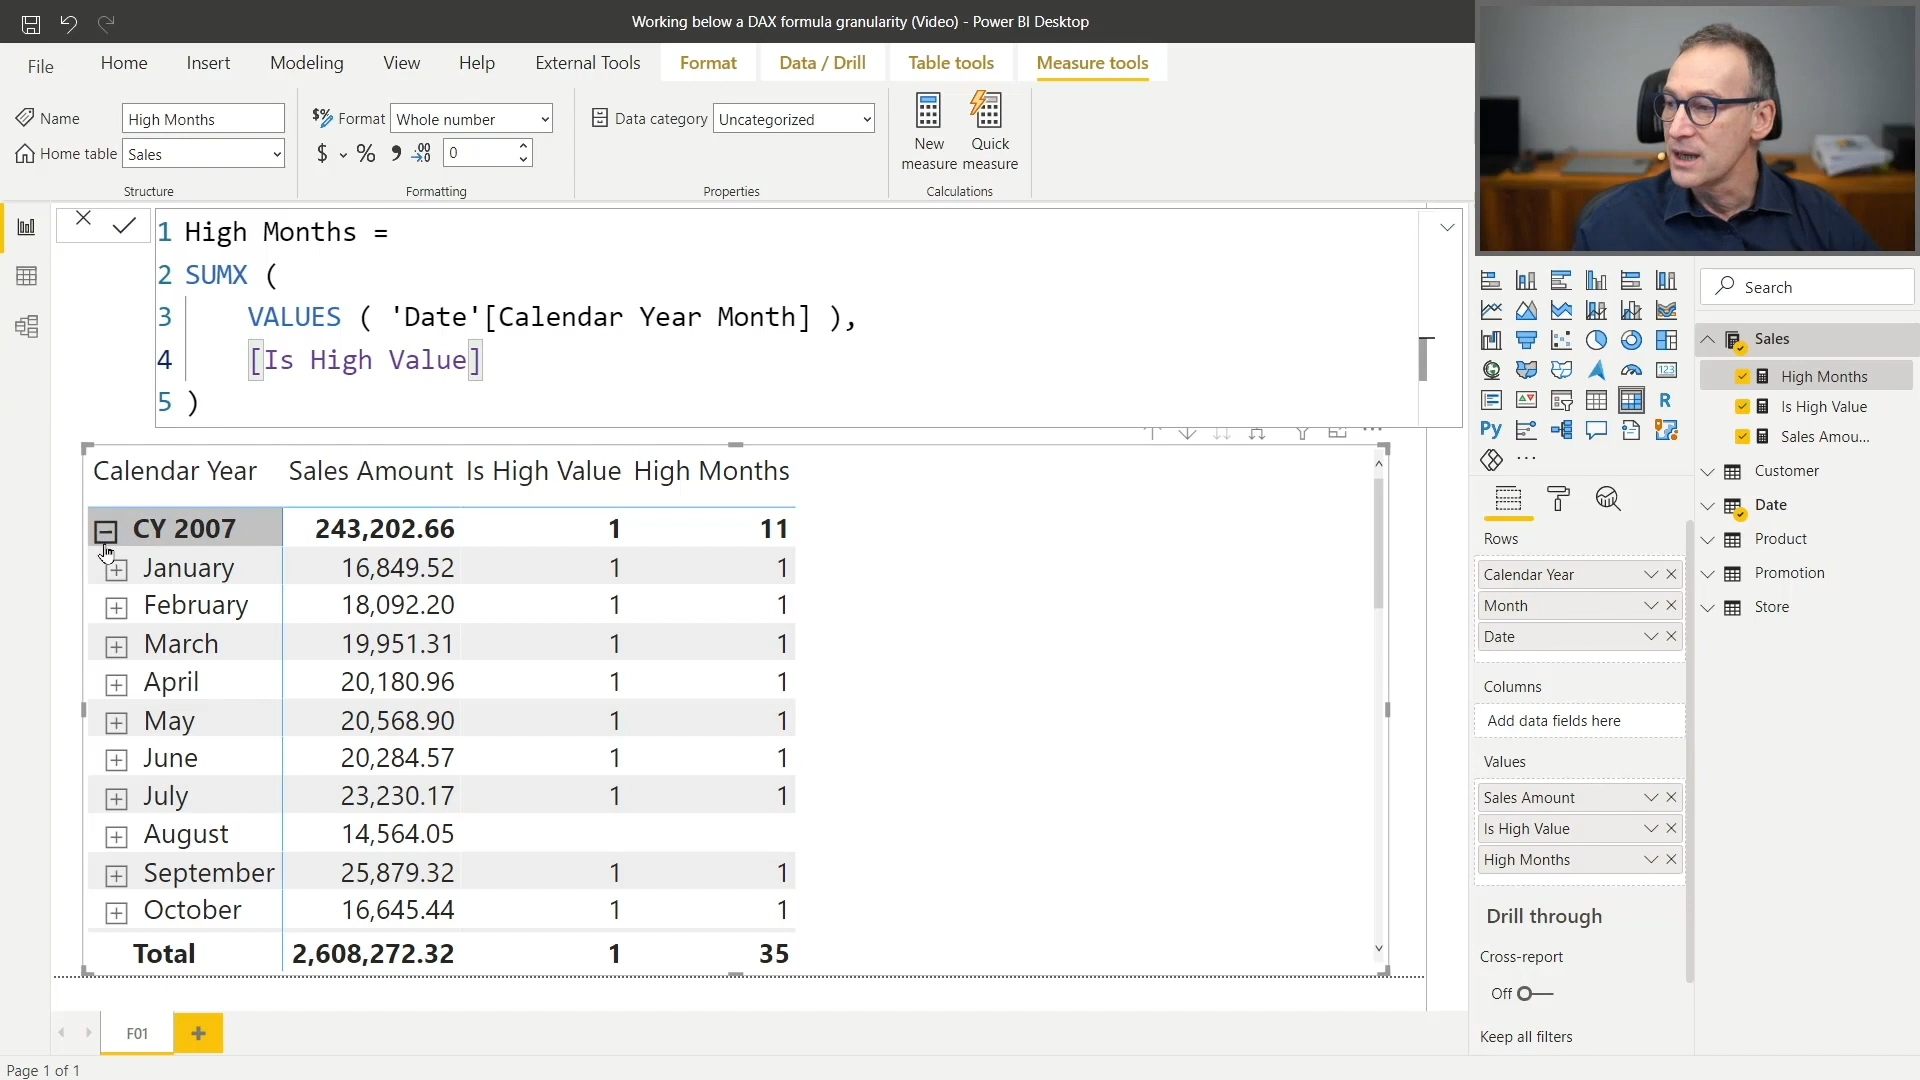 Working below a DAX formula granularity (Video) - Power BI Desktop
File Home Insert Modeling View Help External Tools Format Data / Drill Table tools Measure tools
Name High Months
Home table Sales
Structure
$% Format Whole number
$ % , .00 0
Formatting
Data category Uncategorized
Properties
New measure
Quick measure
Calculations
1 High Months =
2 SUMX (
3 VALUES ( 'Date'[Calendar Year Month] ),
4 [Is High Value]
5 )
Calendar Year Sales Amount Is High Value High Months
CY 2007 243,202.66 1 11
January 16,849.52 1 1
February 18,092.20 1 1
March 19,951.31 1 1
April 20,180.96 1 1
May 20,568.90 1 1
June 20,284.57 1 1
July 23,230.17 1 1
August 14,564.05
September 25,879.32 1 1
October 16,645.44 1 1
Total 2,608,272.32 1 35
F01
Page 1 of 1
123
R
Py
Rows
Calendar Year
Month
Date
Columns
Add data fields here
Values
Sales Amount
Is High Value
High Months
Drill through
Cross-report
Off
Keep all filters
Search
Sales
High Months
Is High Value
Sales Amou...
Customer
Date
Product
Promotion
Store